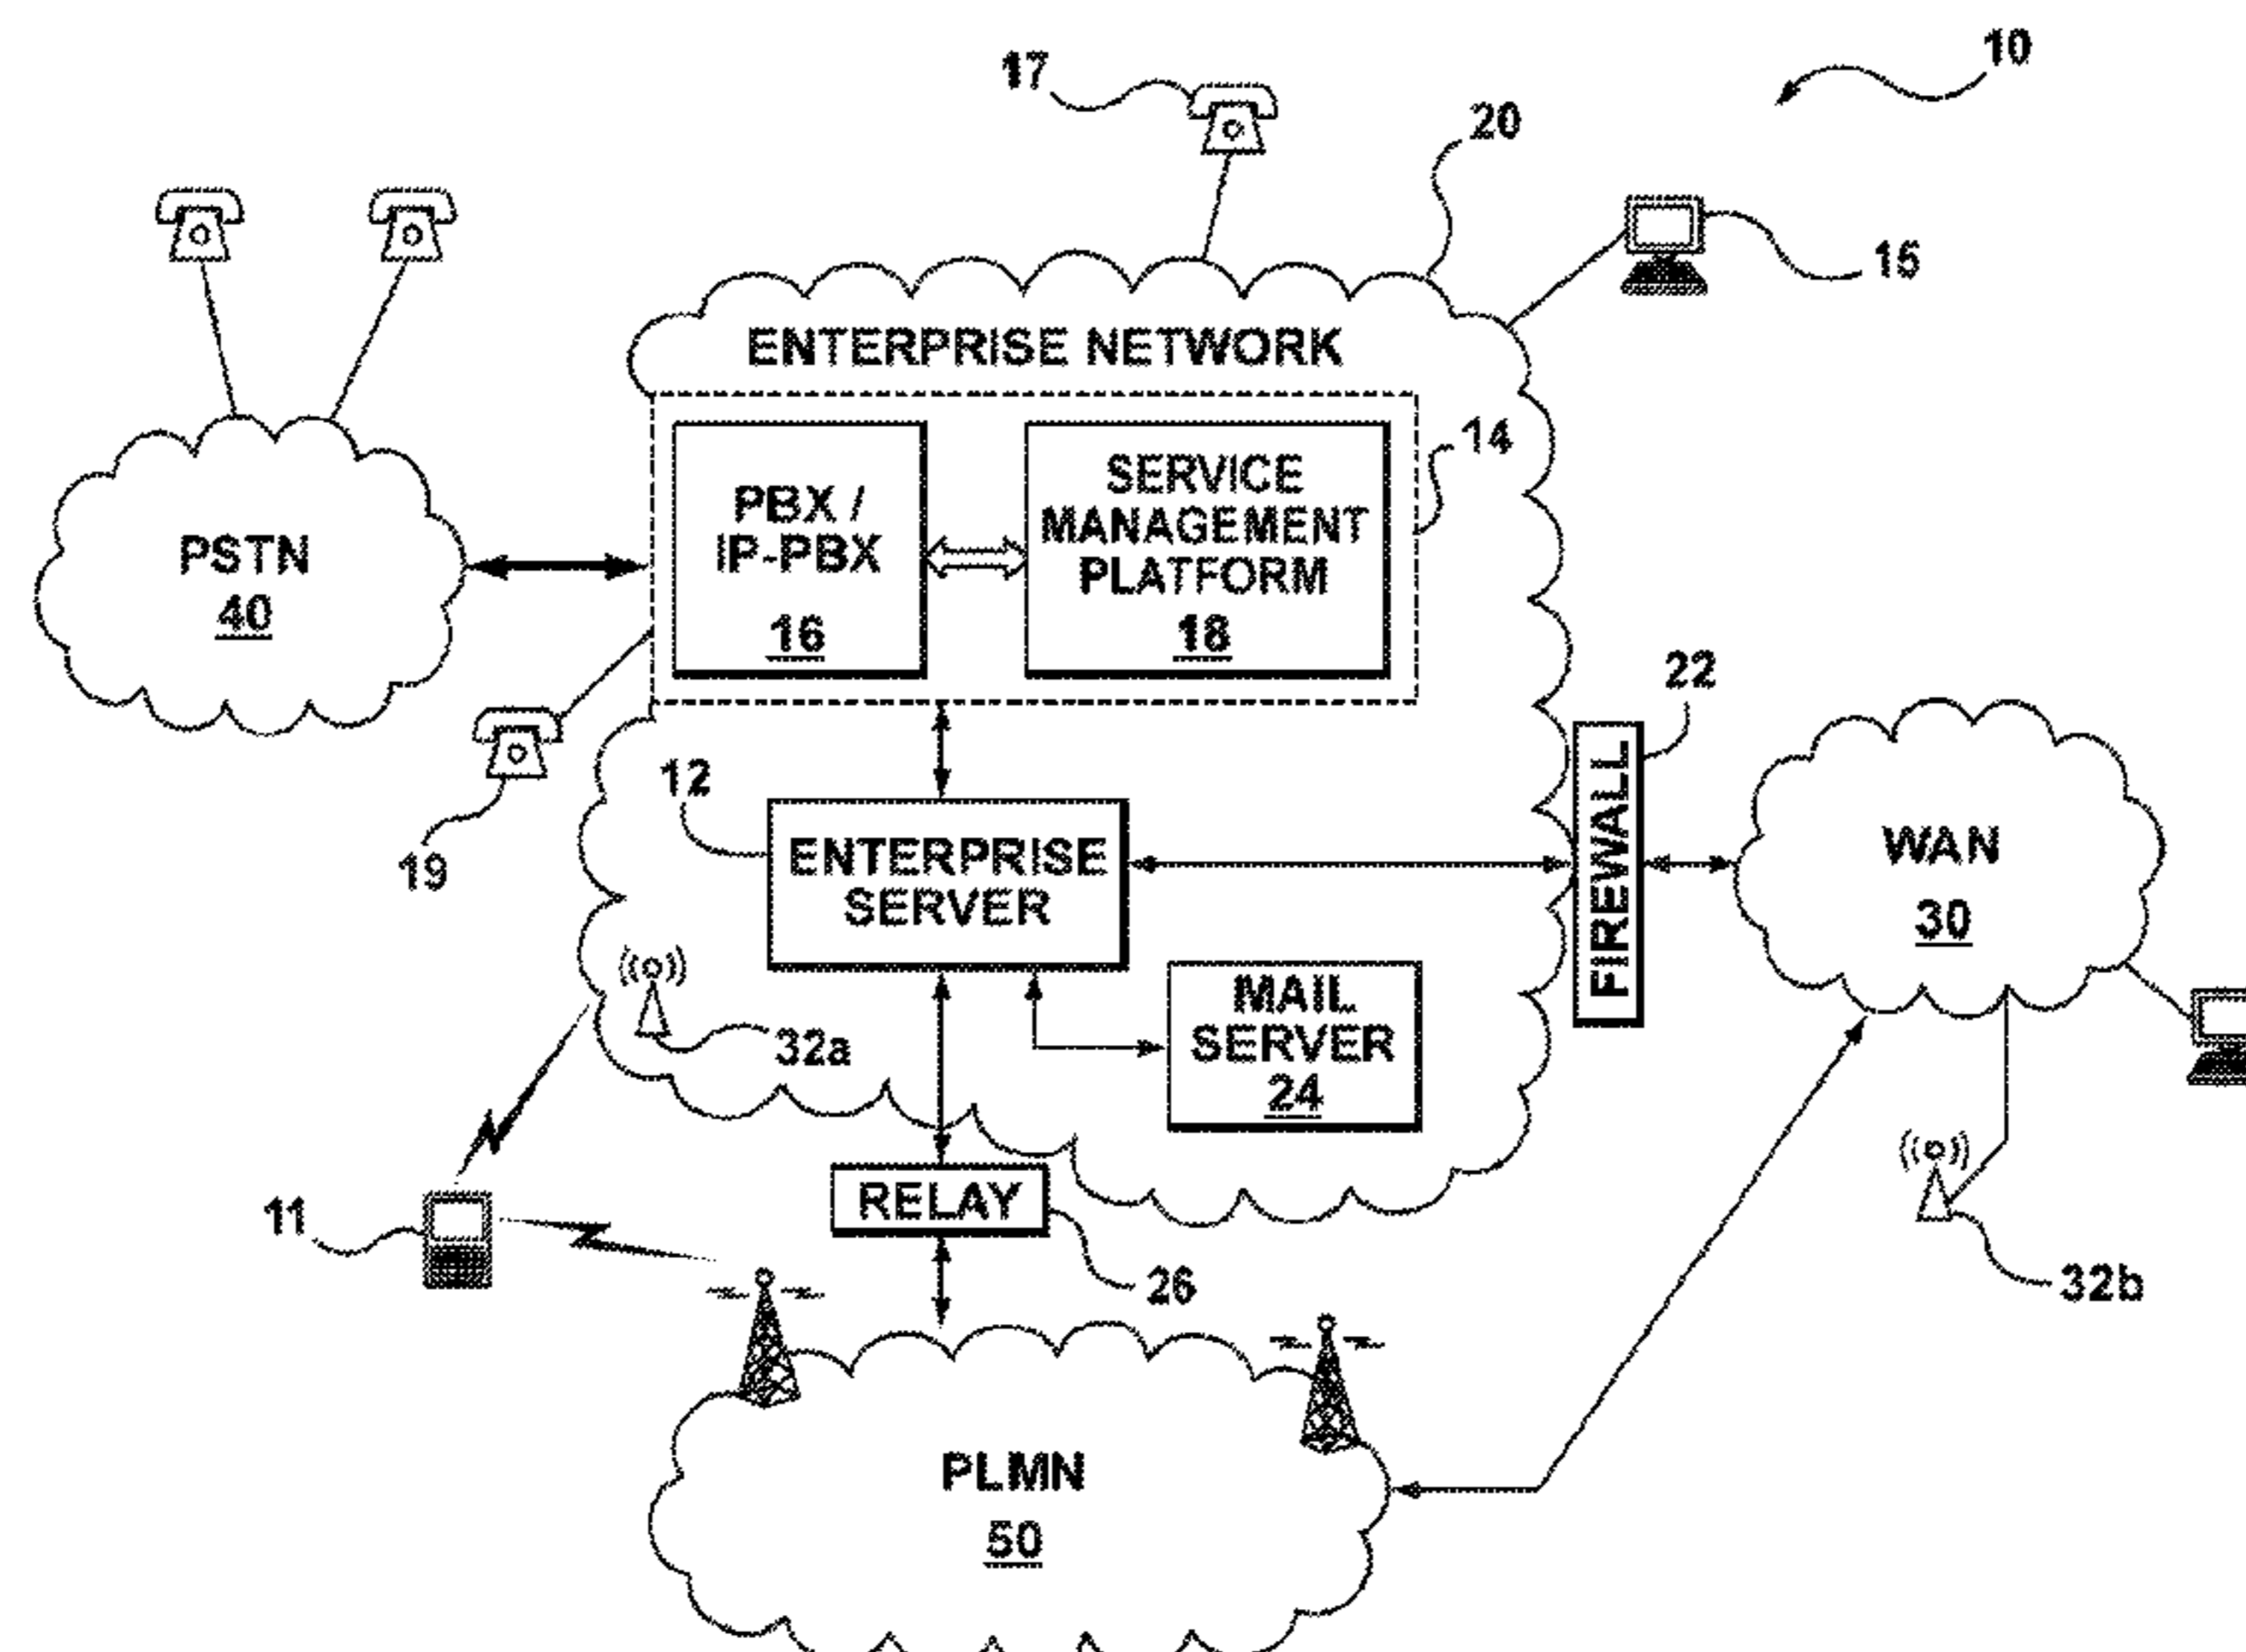 10
17
20
15
ENTERPRISE NETWORK
14
PBX /
IP-PBX
16
SERVICE
MANAGEMENT
PLATFORM
18
PSTN
40
22
19
12
ENTERPRISE
SERVER
FIREWALL
WAN
30
32a
MAIL
SERVER
24
11
RELAY
26
32b
PLMN
50